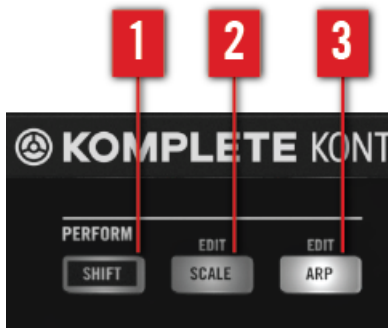 1 2 3
KOMPLETE KONT
PERFORM
EDIT EDIT
SHIFT SCALE ARP